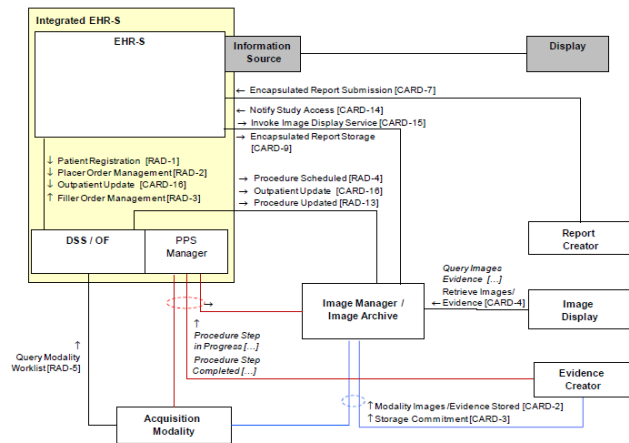 Integrated EHR-S
EHR-S
Information
Source
Display
← Encapsulated Report Submission [CARD-7]
← Notify Study Access [CARD-14]
→ Invoke Image Display Service [CARD-15]
→ Encapsulated Report Storage
[CARD-9]
↓ Patient Registration [RAD-1]
↓ Placer Order Management [RAD-2]
↓ Outpatient Update [CARD-16]
↑ Filler Order Management [RAD-3]
→ Procedure Scheduled [RAD-4]
→ Outpatient Update [CARD-16]
→ Procedure Updated [RAD-13]
DSS / OF
PPS
Manager
Report
Creator
Query Images
Evidence [...]
Retrieve Images/
← Evidence [CARD-4]
Image Manager /
Image Archive
Image
Display
→
↑
Procedure Step
in Progress [...]
Procedure Step
Completed [...]
↑
Query Modality
Worklist [RAD-5]
Evidence
Creator
Acquisition
Modality
↑ Modality Images /Evidence Stored [CARD-2]
↑ Storage Commitment [CARD-3]